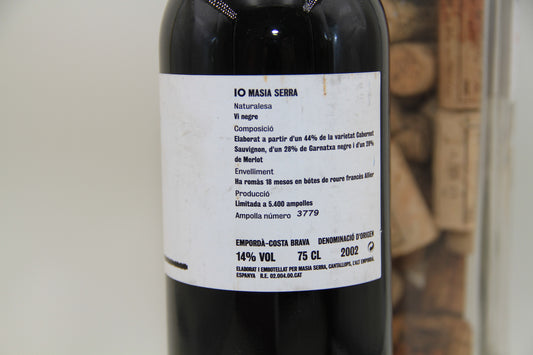 IO MASIA SERRA
Naturalesa
Vi negre
Composició
Elaborat a partir d'un 44% de la varietat Cabernet
Sauvignon, d'un 28% de Garnatxa negre i d'un 28%
de Merlot
Envelliment
Ha romàs 18 mesos en bótes de roure francès Allier
Producció
Limitada a 5.400 ampolles
Ampolla número 3779
EMPORDÀ-COSTA BRAVA DENOMINACIÓ D'ORIGEN
14% VOL 75 CL 2002
ELABORAT I EMBOTELLAT PER MASIA SERRA, CANTALLOPS, L'ALT EMPORDÀ,
ESPANYA R.E. 02.004.00.CAT